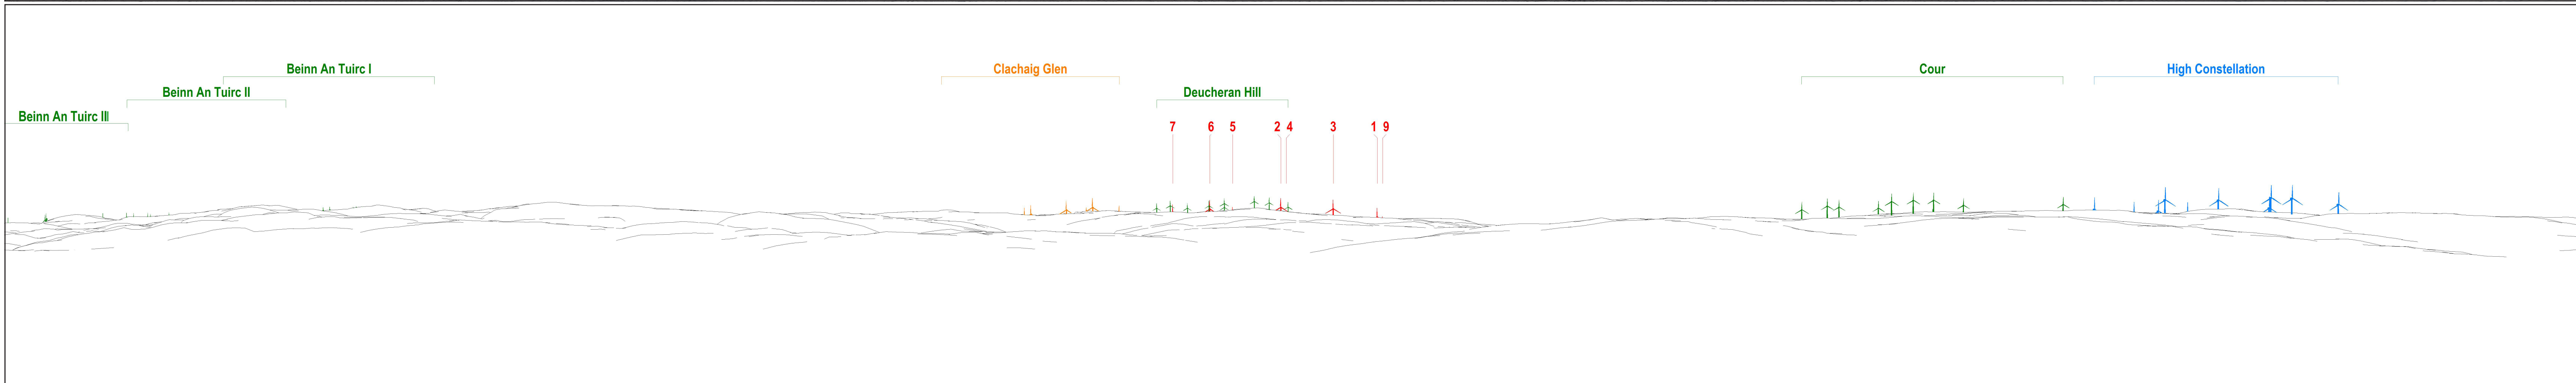 Beinn An Tuirc I
Clachaig Glen
Cour
High Constellation
Beinn An Tuirc II
Deucheran Hill
Beinn An Tuirc III
7 6 5 2 4 3 1 9